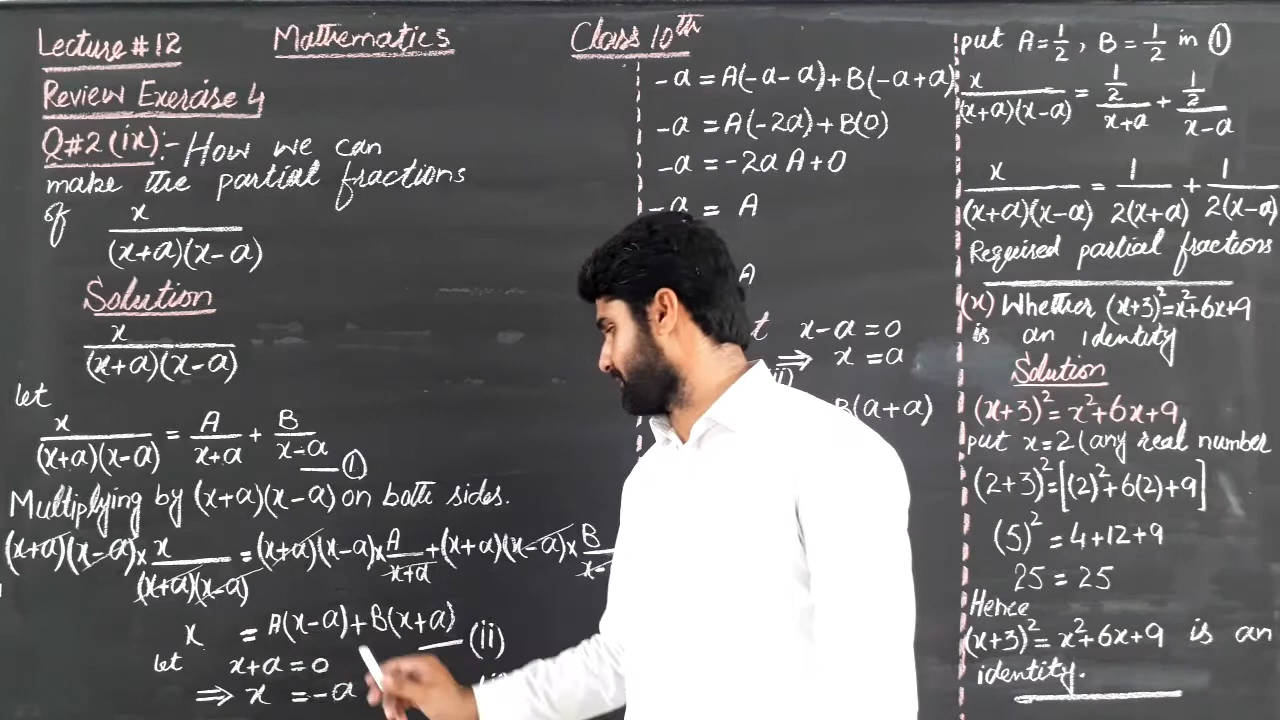 Lecture #12 Mathematics Class 10th
Review Exercise 4
Q#2 (ix):- How we can
make the partial fractions
of x/((x+a)(x-a))
Solution
x/((x+a)(x-a))
let
x/((x+a)(x-a)) = A/(x+a) + B/(x-a) — (1)
Multiplying by (x+a)(x-a) on both sides.
(x+a)(x-a) × x/((x+a)(x-a)) = (x+a)(x-a) × A/(x+a) + (x+a)(x-a) × B/x-
x = A(x-a) + B(x+a) — (ii)
let x+a = 0
⇒ x = -a
-a = A(-a-a) + B(-a+a)
-a = A(-2a) + B(0)
-a = -2a A + 0
-a = A
A
t x-a = 0
⇒ x = a
ii)
B(a+a)
put A = 1/2, B = 1/2 in (1)
x/((x+a)(x-a)) = (1/2)/(x+a) + (1/2)/(x-a)
x/((x+a)(x-a)) = 1/(2(x+a)) + 1/(2(x-a))
Required partial fractions
(x) Whether (x+3)² = x²+6x+9
is an identity
Solution
(x+3)² = x²+6x+9
put x=2 (any real number
(2+3)² = [(2)²+6(2)+9]
(5)² = 4+12+9
25 = 25
Hence
(x+3)² = x²+6x+9 is an
identity.